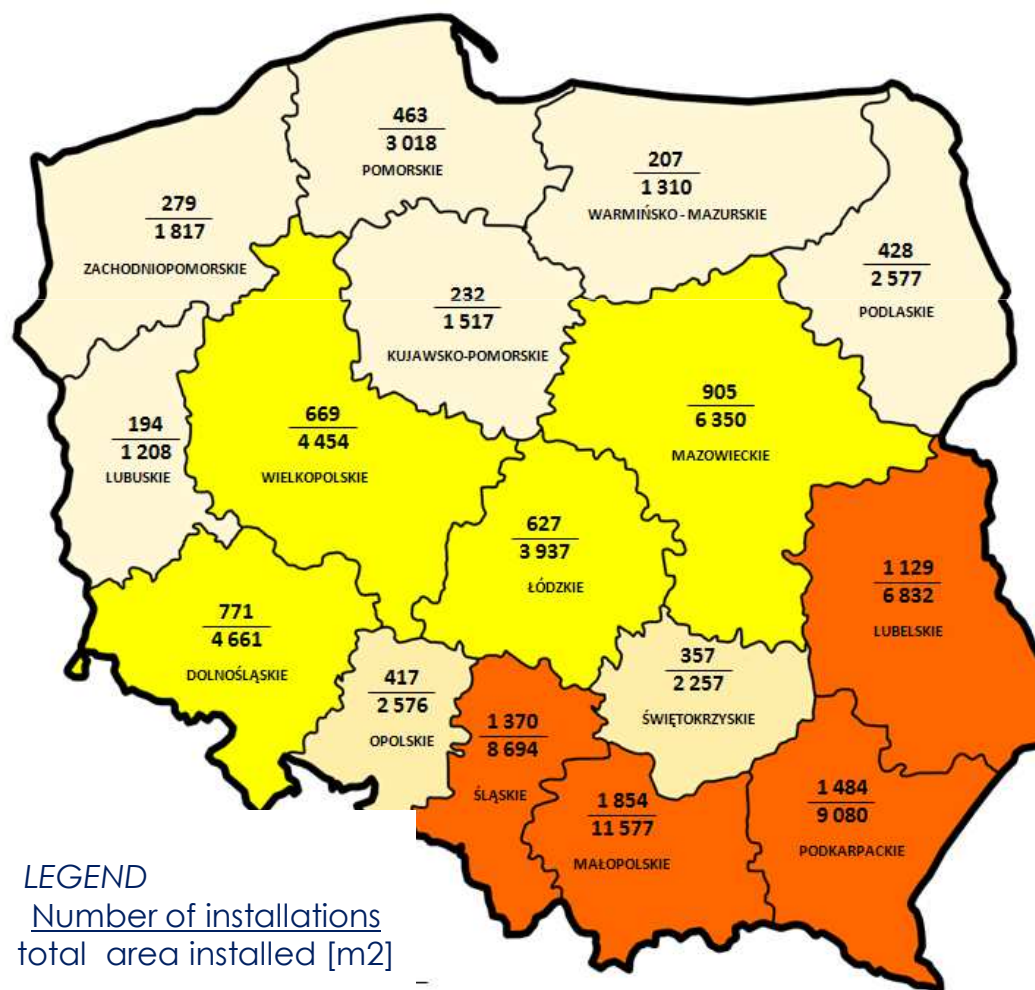 463
3 018
POMORSKIE
207
1 310
WARMIŃSKO - MAZURSKIE
279
1 817
ZACHODNIOPOMORSKIE
428
2 577
PODLASKIE
232
1 517
KUJAWSKO-POMORSKIE
905
6 350
MAZOWIECKIE
669
4 454
WIELKOPOLSKIE
194
1 208
LUBUSKIE
627
3 937
ŁÓDZKIE
1 129
6 832
LUBELSKIE
771
4 661
DOLNOŚLĄSKIE
417
2 576
OPOLSKIE
357
2 257
ŚWIĘTOKRZYSKIE
1 370
8 694
ŚLĄSKIE
1 854
11 577
MAŁOPOLSKIE
1 484
9 080
PODKARPACKIE
LEGEND
Number of installations
total area installed [m2]